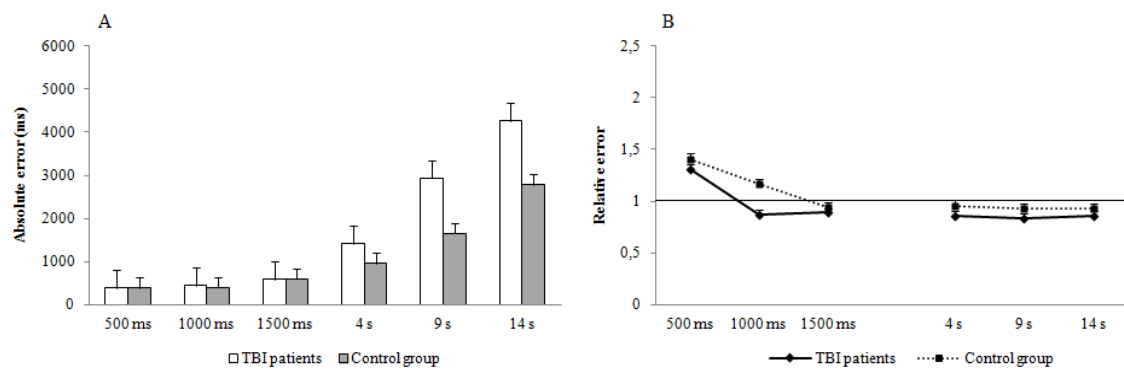 A
Absolute error (ms)
6000
5000
4000
3000
2000
1000
0
500 ms 1000 ms 1500 ms 4 s 9 s 14 s
TBI patients Control group
B
Relative error
2,5
2
1,5
1
0,5
0
500 ms 1000 ms 1500 ms 4 s 9 s 14 s
TBI patients Control group